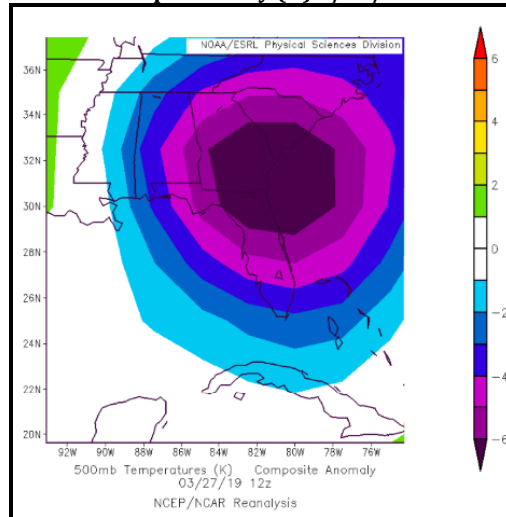 NOAA/ESRL Physical Sciences Division
36N
34N
32N
30N
28N
26N
24N
22N
20N
92W 90W 88W 86W 84W 82W 80W 78W 76W
6
4
2
0
-2
-4
-6
500mb Temperatures (K) Composite Anomaly
03/27/19 12z
NCEP/NCAR Reanalysis